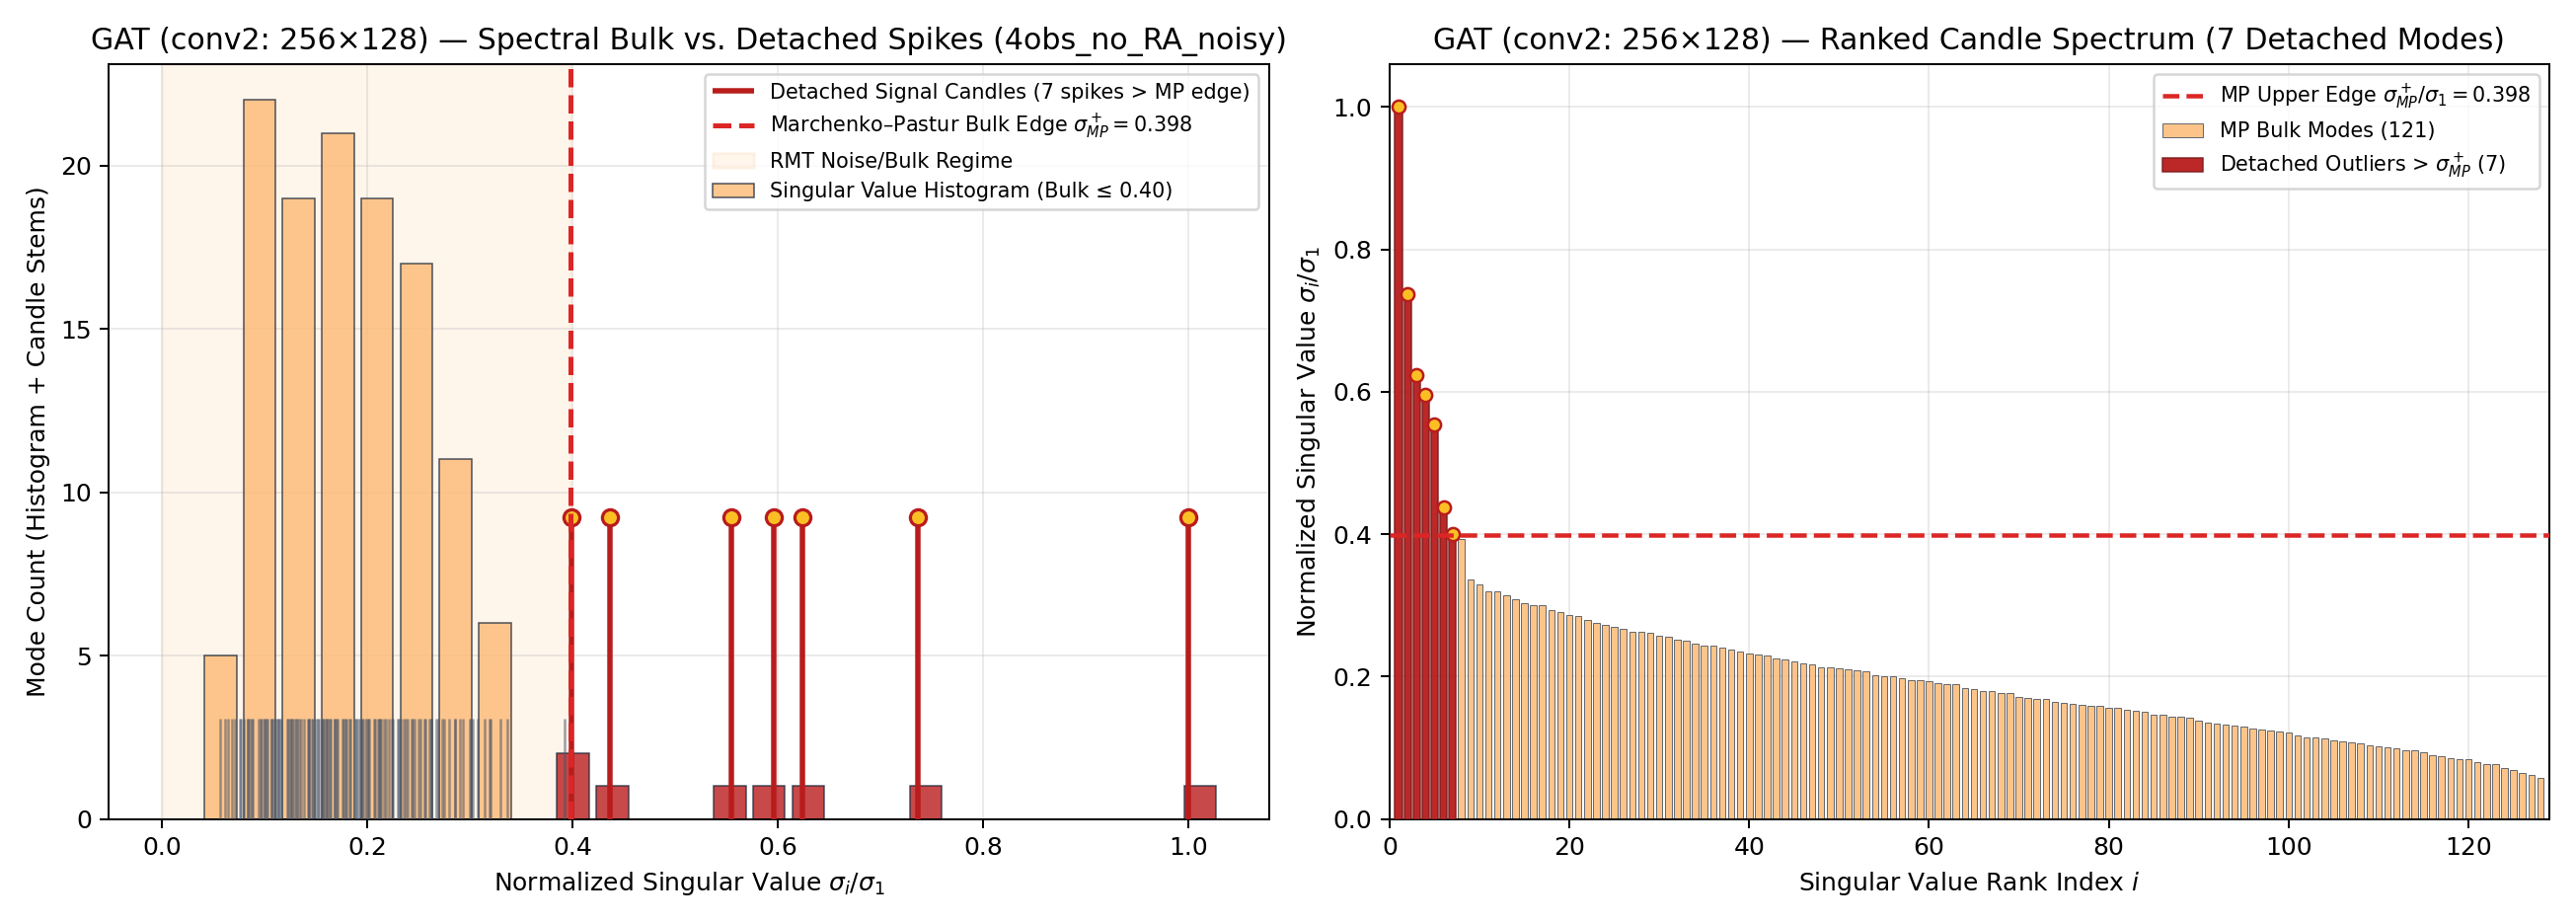 GAT (conv2: 256×128) — Spectral Bulk vs. Detached Spikes (4obs_no_RA_noisy)
Mode Count (Histogram + Candle Stems)
20
15
10
5
0
Detached Signal Candles (7 spikes > MP edge)
Marchenko–Pastur Bulk Edge σ⁺_MP = 0.398
RMT Noise/Bulk Regime
Singular Value Histogram (Bulk ≤ 0.40)
0.0 0.2 0.4 0.6 0.8 1.0
Normalized Singular Value σᵢ/σ₁
GAT (conv2: 256×128) — Ranked Candle Spectrum (7 Detached Modes)
Normalized Singular Value σᵢ/σ₁
1.0
0.8
0.6
0.4
0.2
0.0
MP Upper Edge σ⁺_MP/σ₁ = 0.398
MP Bulk Modes (121)
Detached Outliers > σ⁺_MP (7)
0 20 40 60 80 100 120
Singular Value Rank Index i